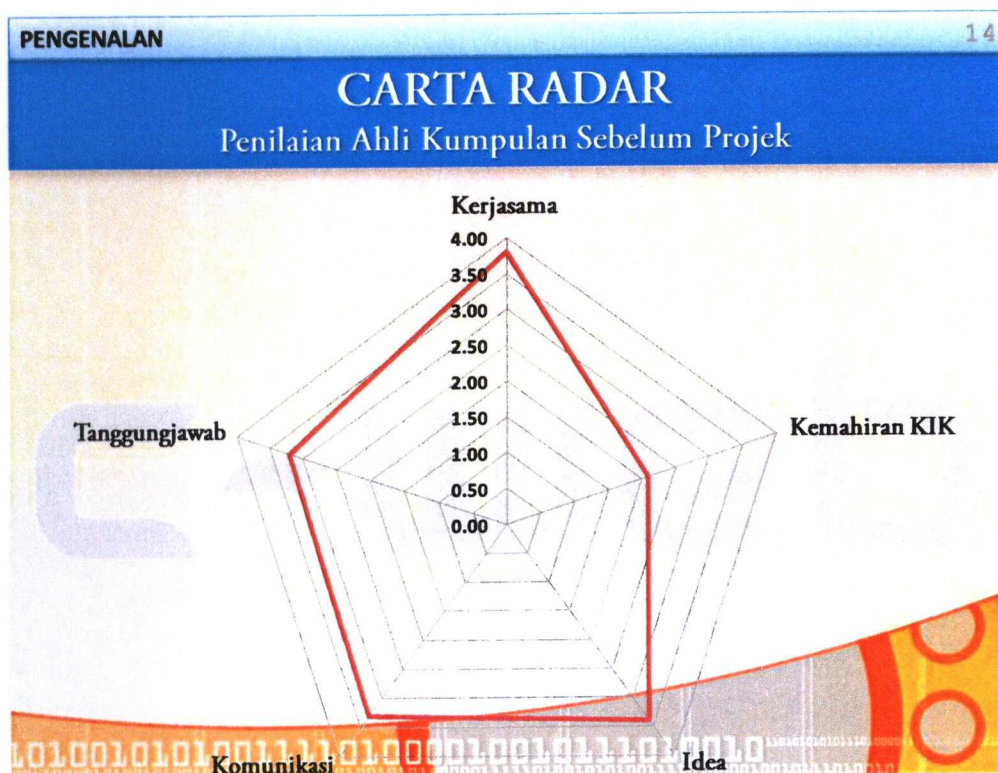 PENGENALAN
14
CARTA RADAR
Penilaian Ahli Kumpulan Sebelum Projek
Kerjasama
4.00
3.50
3.00
2.50
2.00
1.50
1.00
0.50
0.00
Tanggungjawab
Kemahiran KIK
Komunikasi
Idea